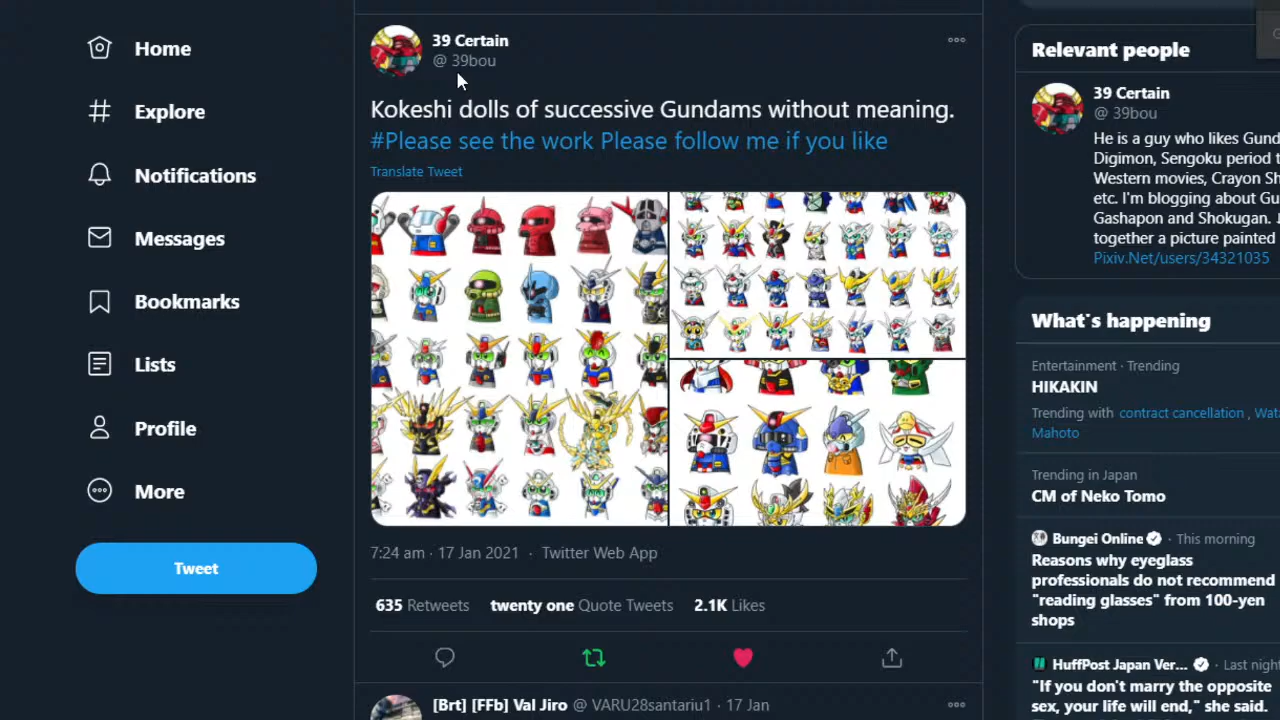 Home
Explore
Notifications
Messages
Bookmarks
Lists
Profile
More
Tweet
39 Certain
@ 39bou
Kokeshi dolls of successive Gundams without meaning.
#Please see the work Please follow me if you like
Translate Tweet
7:24 am · 17 Jan 2021 · Twitter Web App
635 Retweets twenty one Quote Tweets 2.1K Likes
[Brt] [FFb] Val Jiro @ VARU28santariu1 · 17 Jan
Relevant people
39 Certain
@ 39bou
He is a guy who likes
Digimon, Sengoku period
Western movies, Crayon
etc. I'm blogging about
Gashapon and Shokugan.
together a picture painted
Pixiv.Net/users/34321035
What's happening
Entertainment · Trending
HIKAKIN
Trending with contract cancellation ,
Mahoto
Trending in Japan
CM of Neko Tomo
Bungei Online · This morning
Reasons why eyeglass
professionals do not recommend
"reading glasses" from 100-yen
shops
HuffPost Japan Ver... · Last night
"If you don't marry the opposite
sex, your life will end," she said.